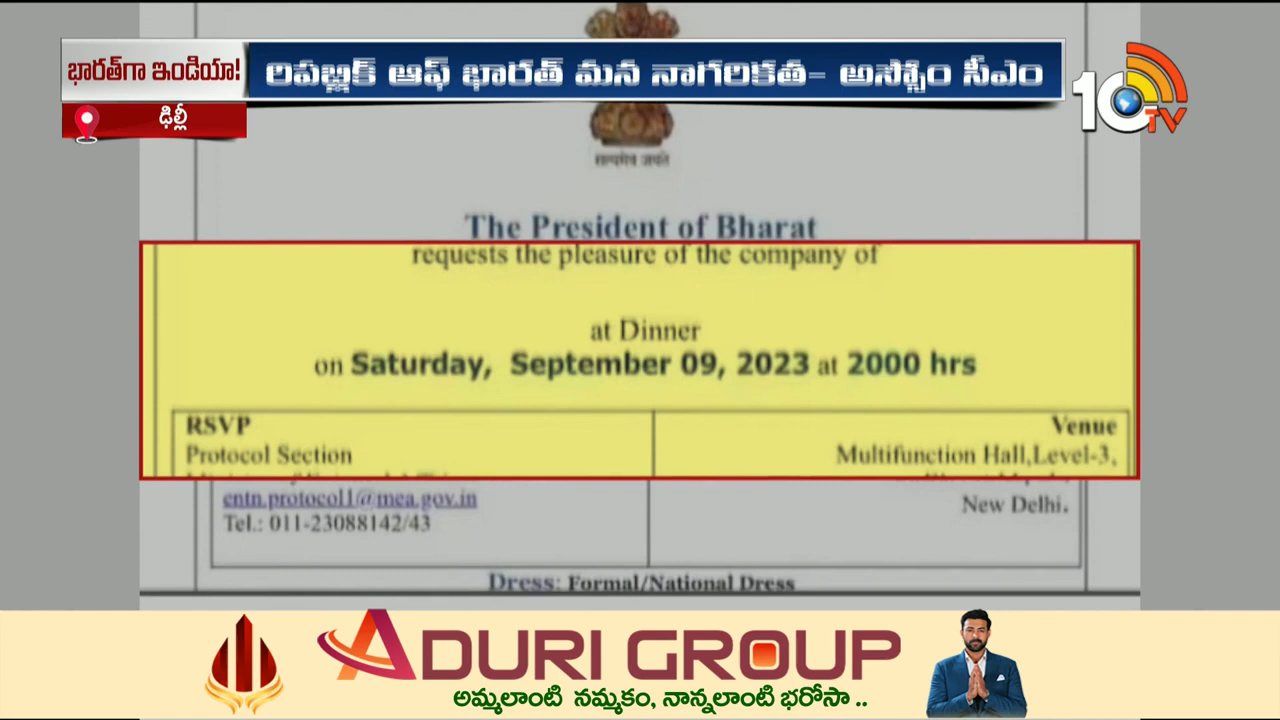 భారత్‌గా ఇండియా!
రిపబ్లిక్ ఆఫ్ భారత్ మన నాగరికత- అస్సోం సీఎం
ఢిల్లీ
10TV
सत्यमेव जयते
The President of Bharat
requests the pleasure of the company of
at Dinner
on Saturday, September 09, 2023 at 2000 hrs
RSVP
Venue
Protocol Section
Multifunction Hall,Level-3,
entn.protocol1@mea.gov.in
New Delhi.
Tel.: 011-23088142/43
Dress: Formal/National Dress
ADURI GROUP
అమ్మలాంటి నమ్మకం, నాన్నలాంటి భరోసా ..